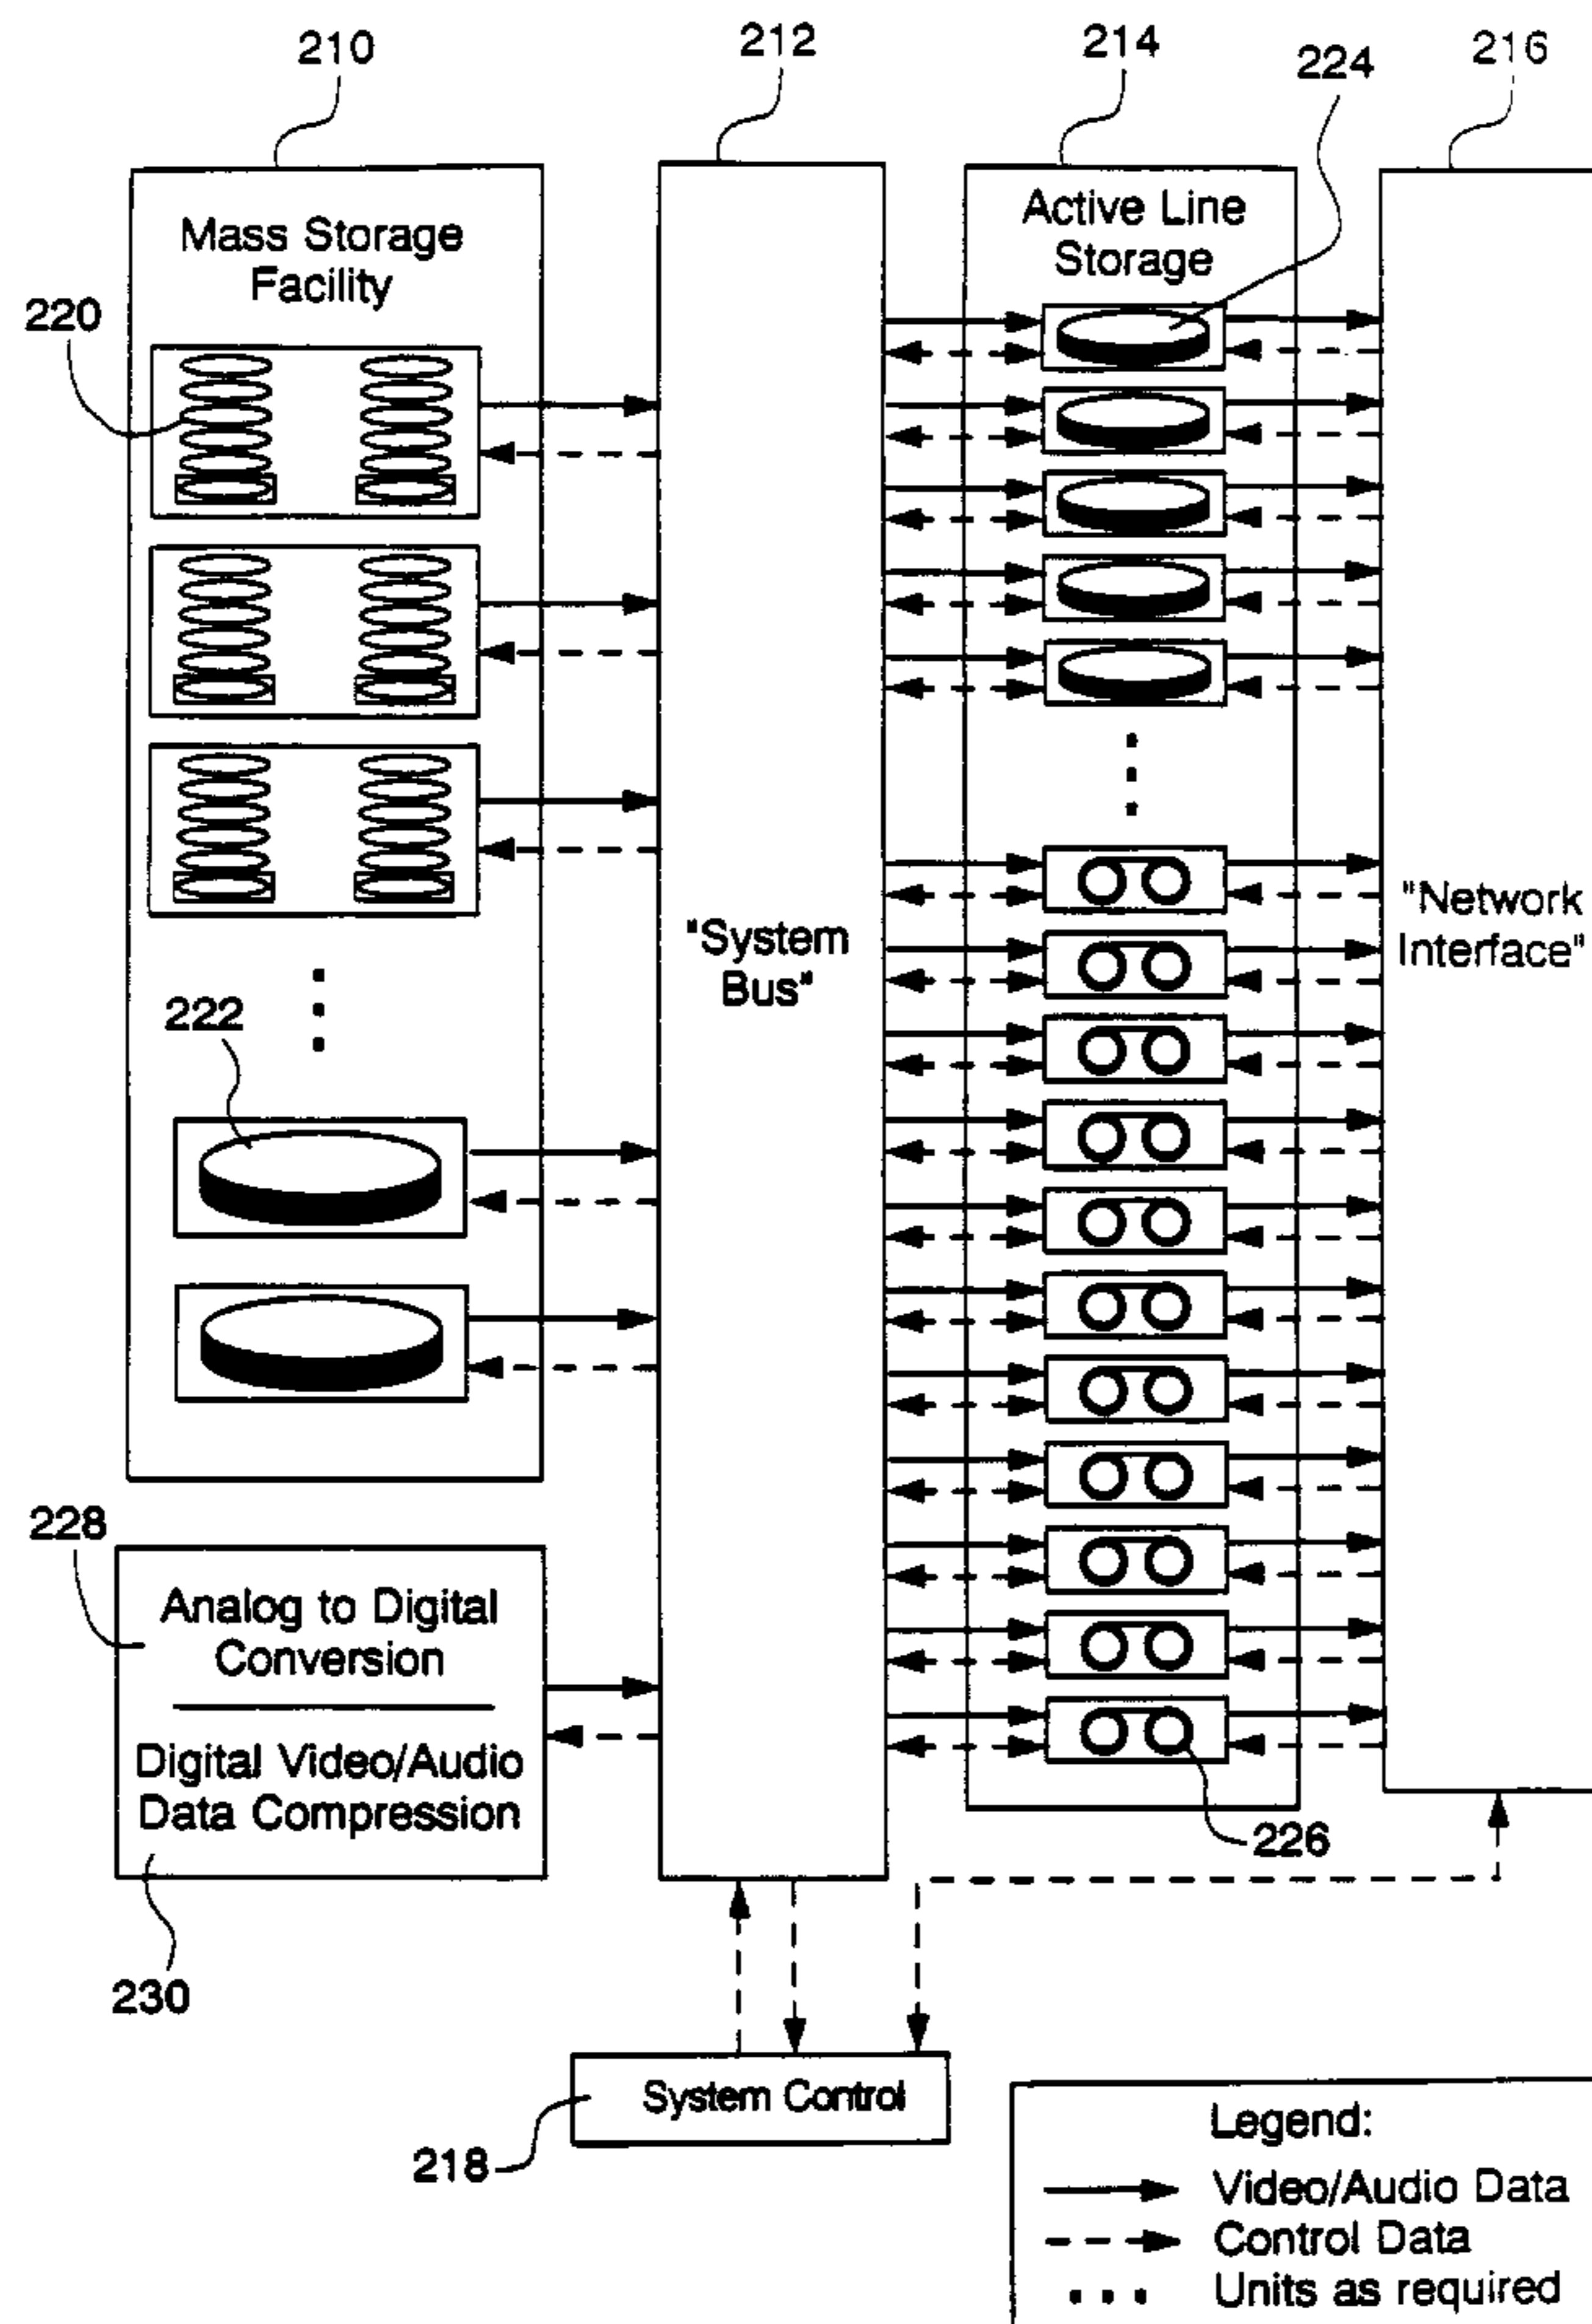 210
212
214
224
216
Mass Storage
Facility
Active Line
Storage
220
"System
Bus"
"Network
Interface"
222
228
Analog to Digital
Conversion
Digital Video/Audio
Data Compression
230
226
System Control
218
Legend:
Video/Audio Data
Control Data
Units as required